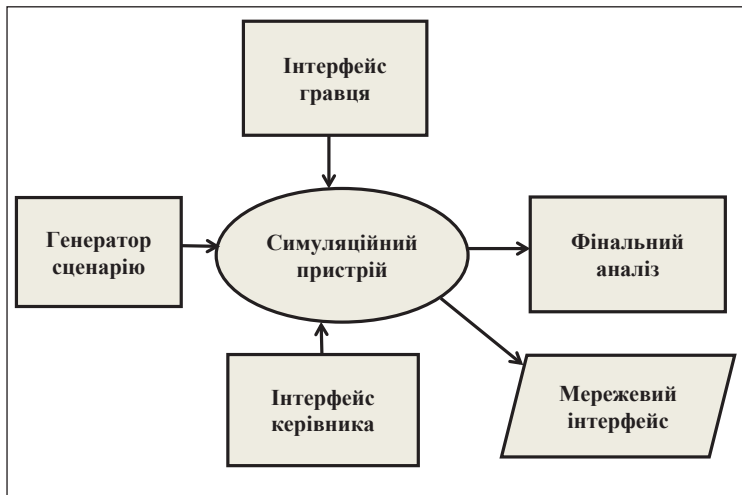 Інтерфейс
гравця
Генератор
сценарію
Симуляційний
пристрій
Фінальний
аналіз
Інтерфейс
керівника
Мережевий
інтерфейс